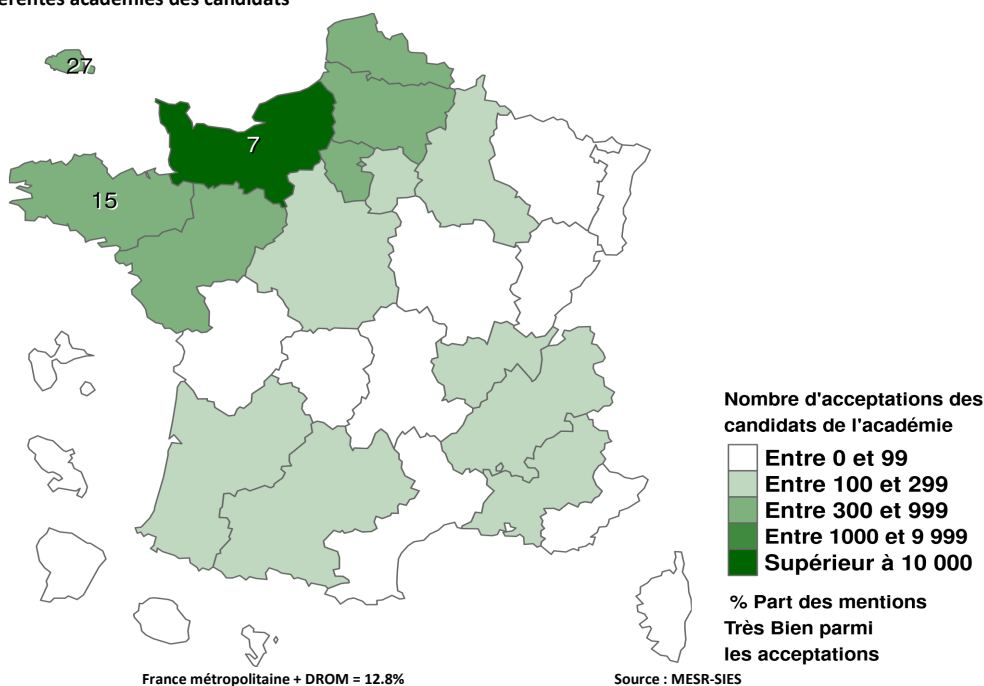 27
7
15
Nombre d'acceptations des
candidats de l'académie
Entre 0 et 99
Entre 100 et 299
Entre 300 et 999
Entre 1000 et 9 999
Supérieur à 10 000
% Part des mentions
Très Bien parmi
les acceptations
France métropolitaine + DROM = 12.8%
Source : MESR-SIES